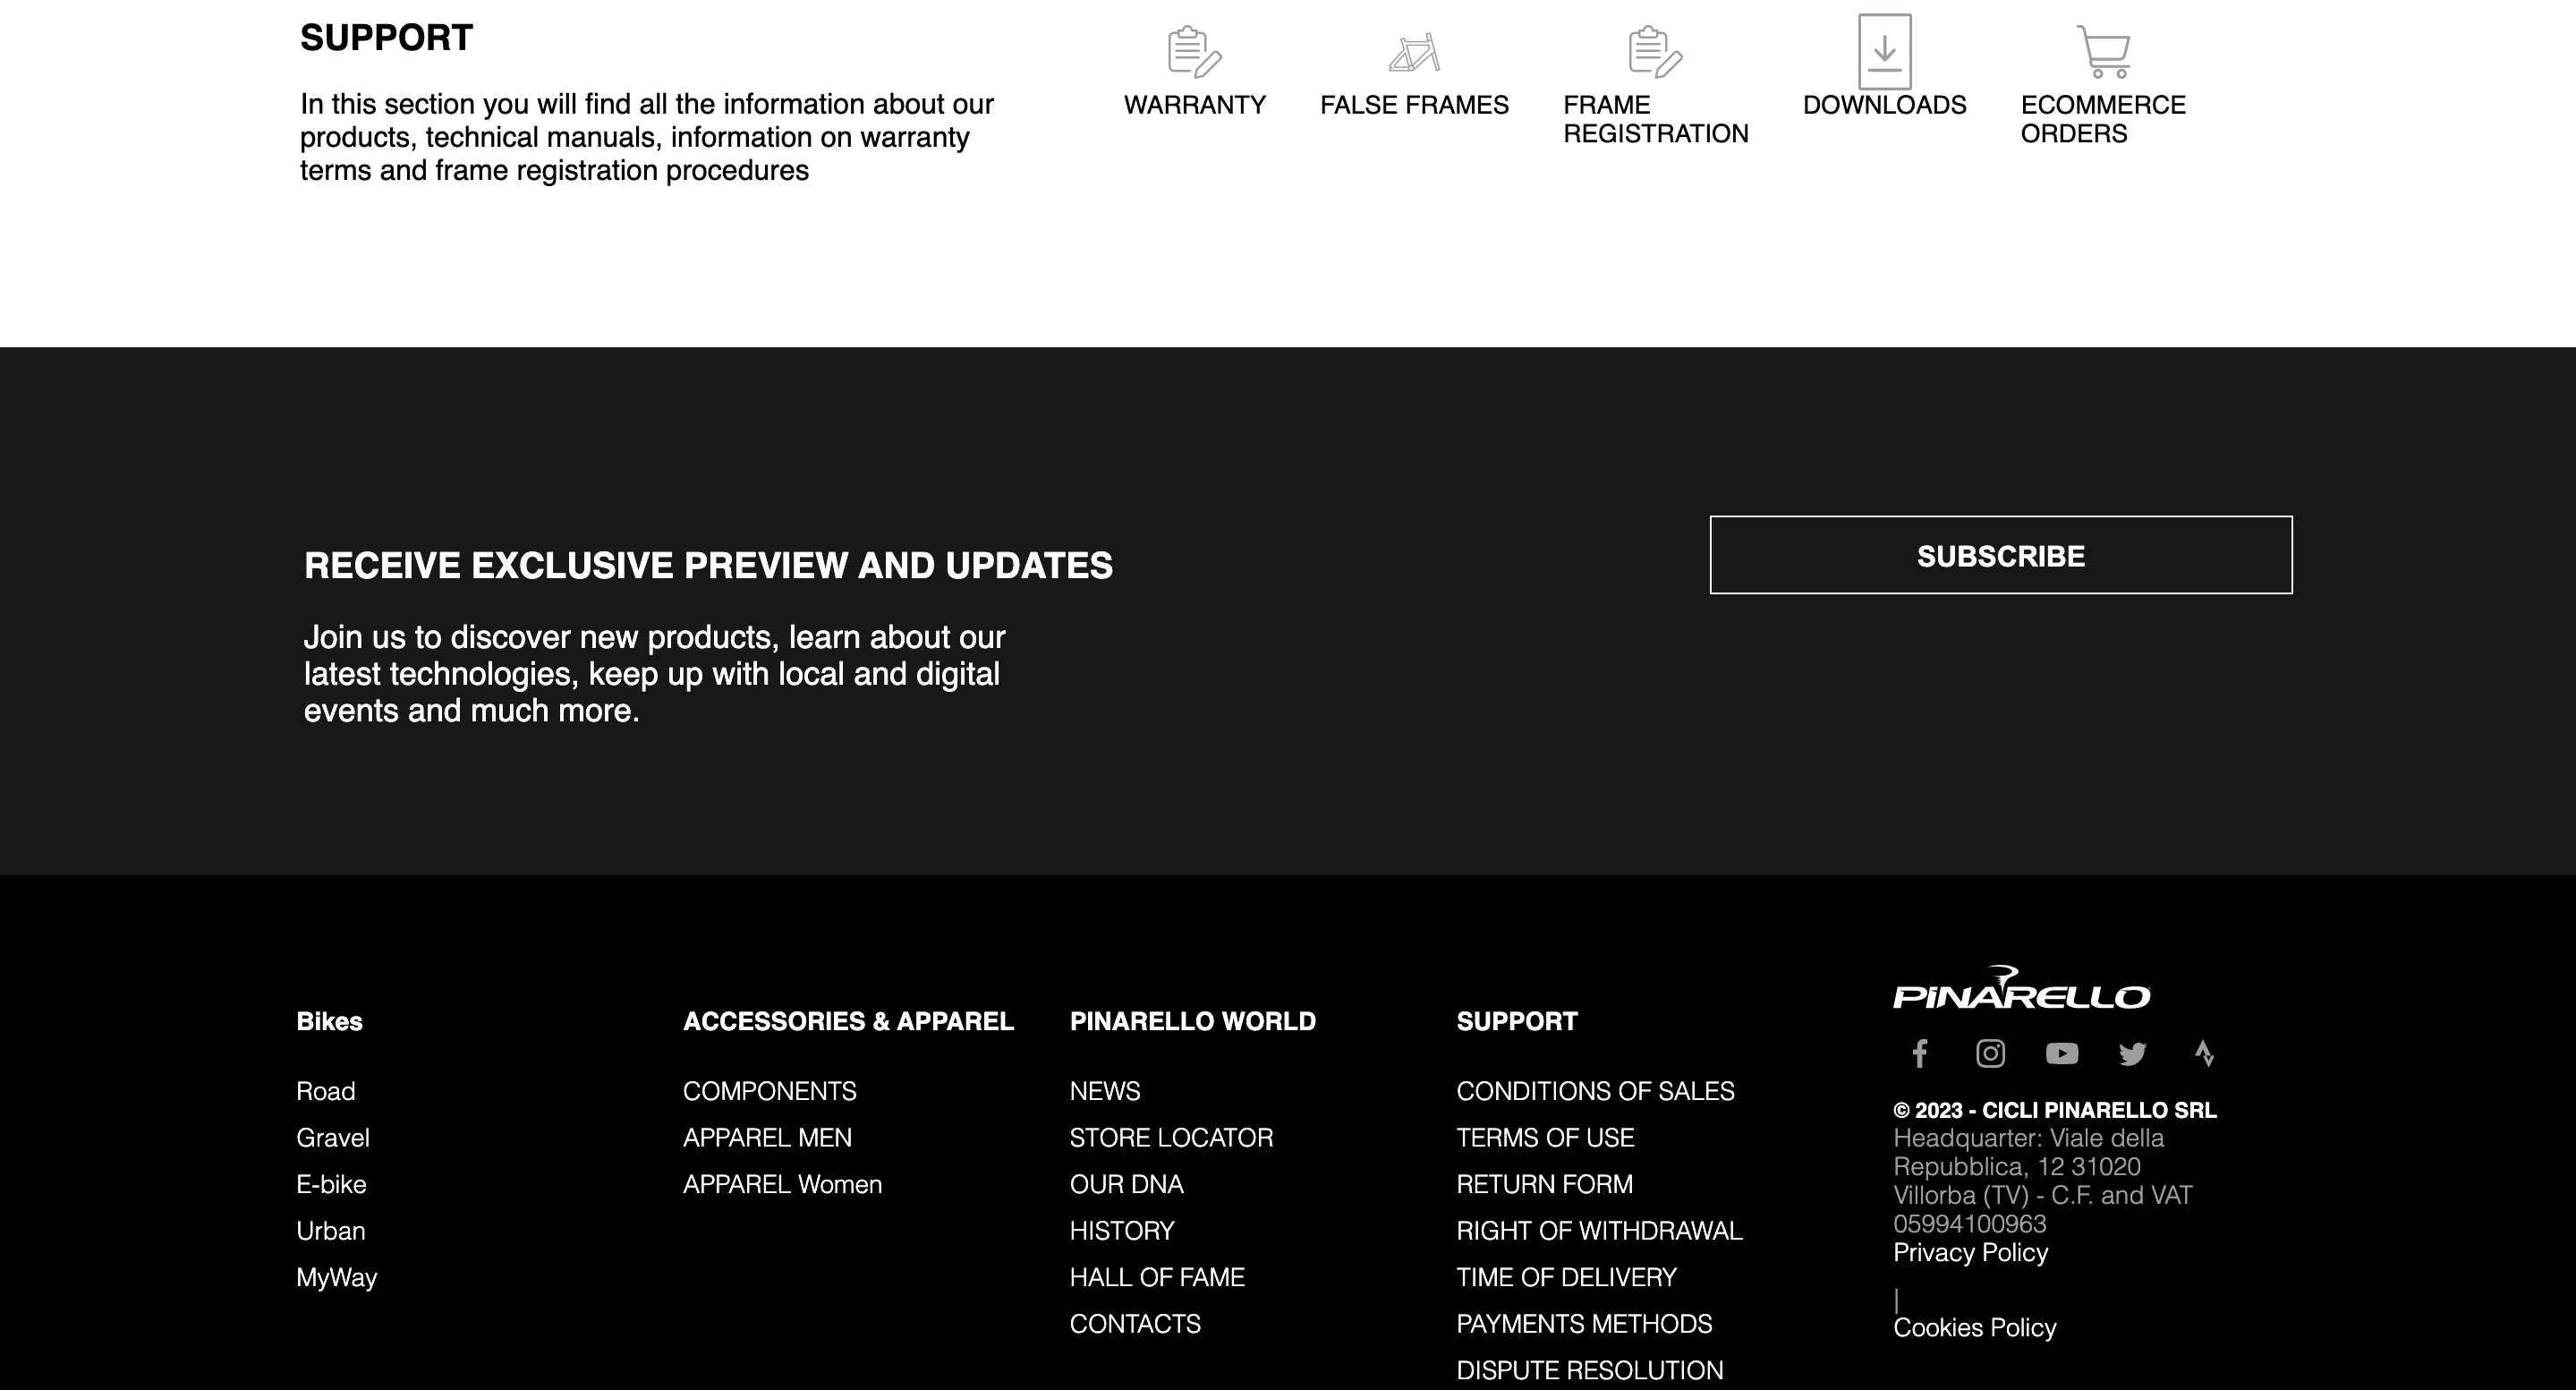 SUPPORT
In this section you will find all the information about our
products, technical manuals, information on warranty
terms and frame registration procedures
WARRANTY
FALSE FRAMES
FRAME
REGISTRATION
DOWNLOADS
ECOMMERCE
ORDERS
RECEIVE EXCLUSIVE PREVIEW AND UPDATES
Join us to discover new products, learn about our
latest technologies, keep up with local and digital
events and much more.
SUBSCRIBE
Bikes
Road
Gravel
E-bike
Urban
MyWay
ACCESSORIES & APPAREL
COMPONENTS
APPAREL MEN
APPAREL Women
PINARELLO WORLD
NEWS
STORE LOCATOR
OUR DNA
HISTORY
HALL OF FAME
CONTACTS
SUPPORT
CONDITIONS OF SALES
TERMS OF USE
RETURN FORM
RIGHT OF WITHDRAWAL
TIME OF DELIVERY
PAYMENTS METHODS
DISPUTE RESOLUTION
PiNARELLO
© 2023 - CICLI PINARELLO SRL
Headquarter: Viale della
Repubblica, 12 31020
Villorba (TV) - C.F. and VAT
05994100963
Privacy Policy
|
Cookies Policy